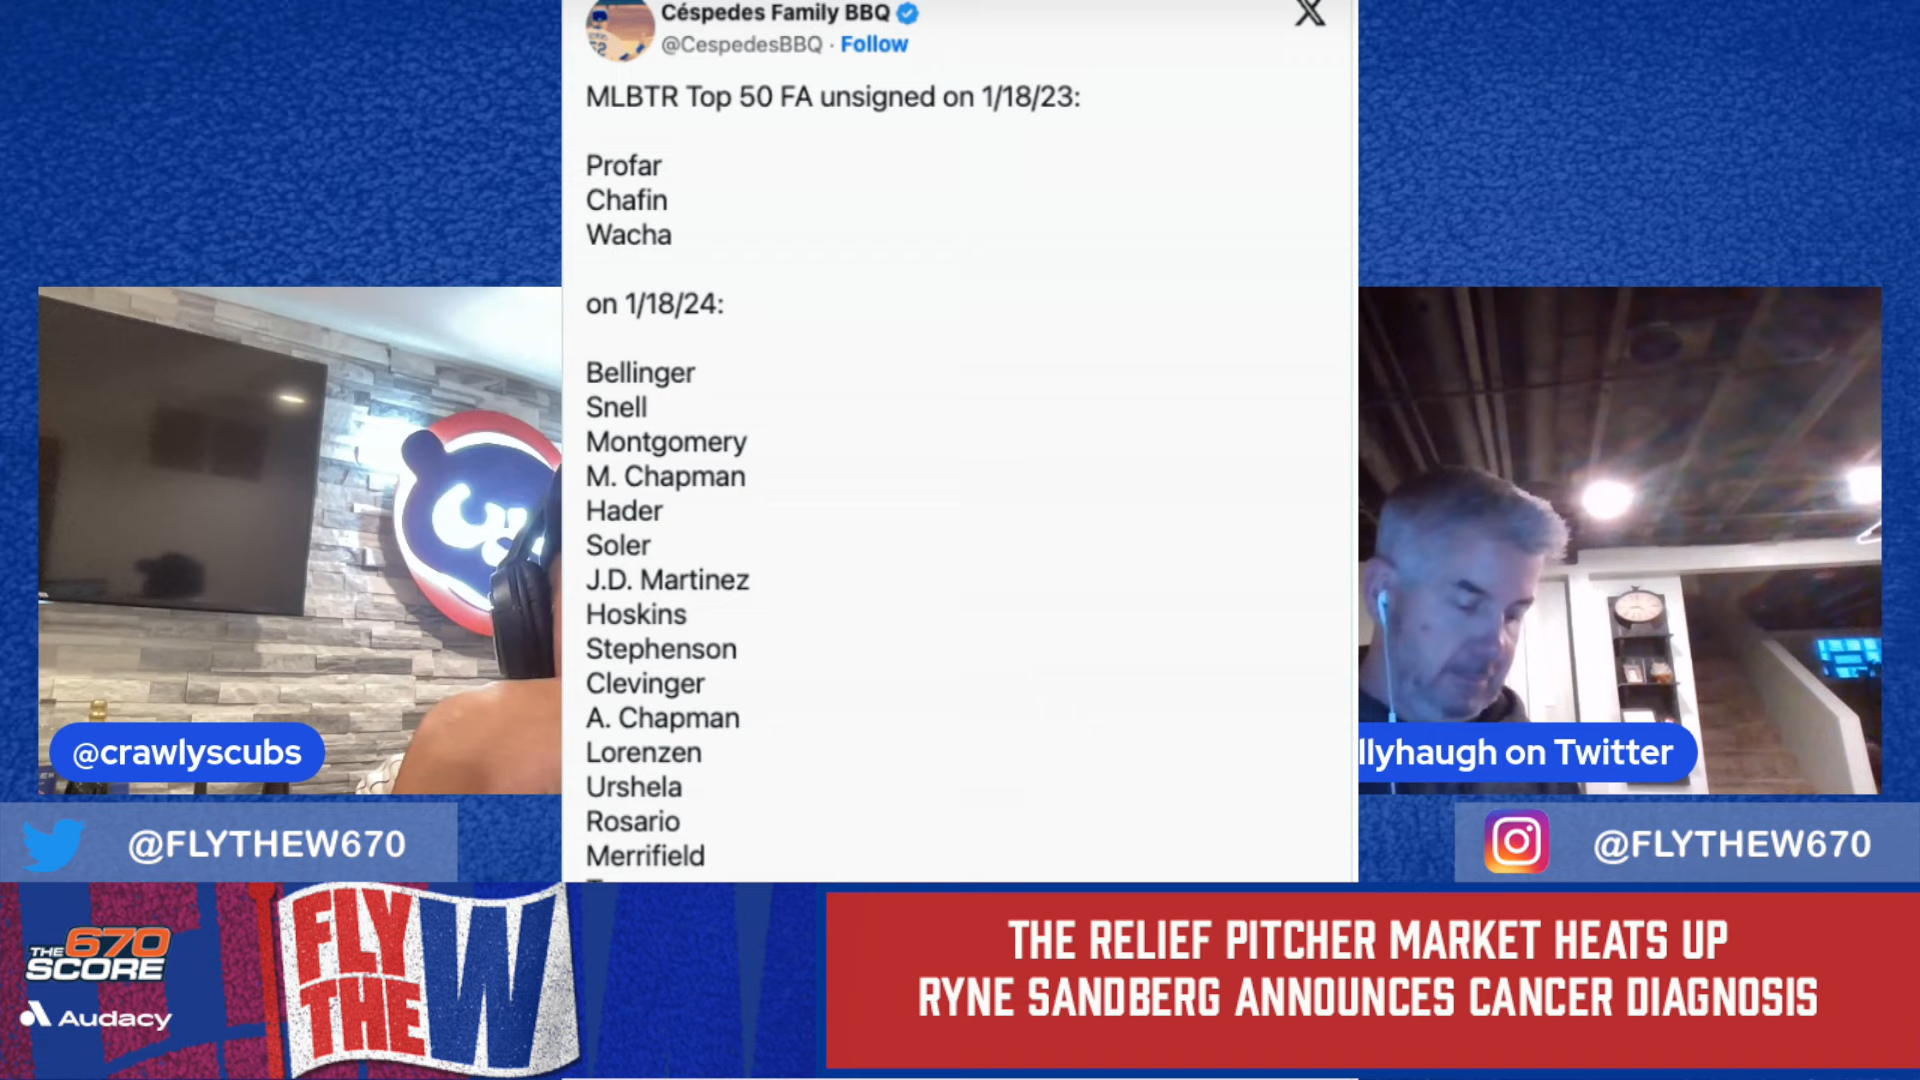 Céspedes Family BBQ
@CespedesBBQ · Follow
X
MLBTR Top 50 FA unsigned on 1/18/23:
Profar
Chafin
Wacha
on 1/18/24:
Bellinger
Snell
Montgomery
M. Chapman
Hader
Soler
J.D. Martinez
Hoskins
Stephenson
Clevinger
A. Chapman
Lorenzen
Urshela
Rosario
Merrifield
@crawlyscubs
llyhaugh on Twitter
@FLYTHEW670
@FLYTHEW670
THE 670
SCORE
Audacy
FLY
THE W
THE RELIEF PITCHER MARKET HEATS UP
RYNE SANDBERG ANNOUNCES CANCER DIAGNOSIS